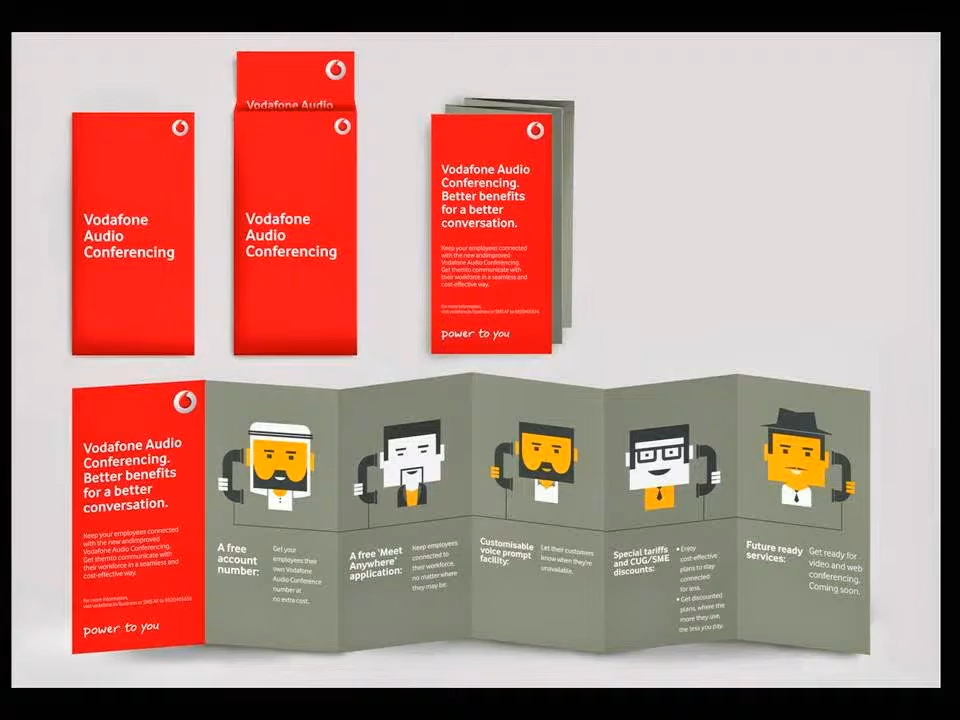 Vodafone
Audio
Conferencing
Vodafone Audio
Vodafone
Audio
Conferencing
Vodafone Audio
Conferencing.
Better benefits
for a better
conversation.
Keep your employees connected
with the new andimproved
Vodafone Audio Conferencing.
Get themto communicate with
their workforce in a seamless and
cost-effective way.
For more information,
power to you
Vodafone Audio
Conferencing.
Better benefits
for a better
conversation.
Keep your employees connected
with the new andimproved
Vodafone Audio Conferencing.
Get themto communicate with
their workforce in a seamless and
cost-effective way.
For more information,
power to you
A free
account
number:
Get your
employees their
own Vodafone
Audio Conference
number at
no extra cost.
A free 'Meet
Anywhere'
application:
Keep employees
connected to
their workforce,
no matter where
they may be.
Customisable
voice prompt
facility:
Let their customers
know when they're
unavailable.
Special tariffs
and CUG/SME
discounts:
• Enjoy
cost-effective
plans to stay
connected
for less.
• Get discounted
plans, where the
more they use,
the less you pay.
Future ready
services:
Get ready for
video and web
conferencing.
Coming soon.